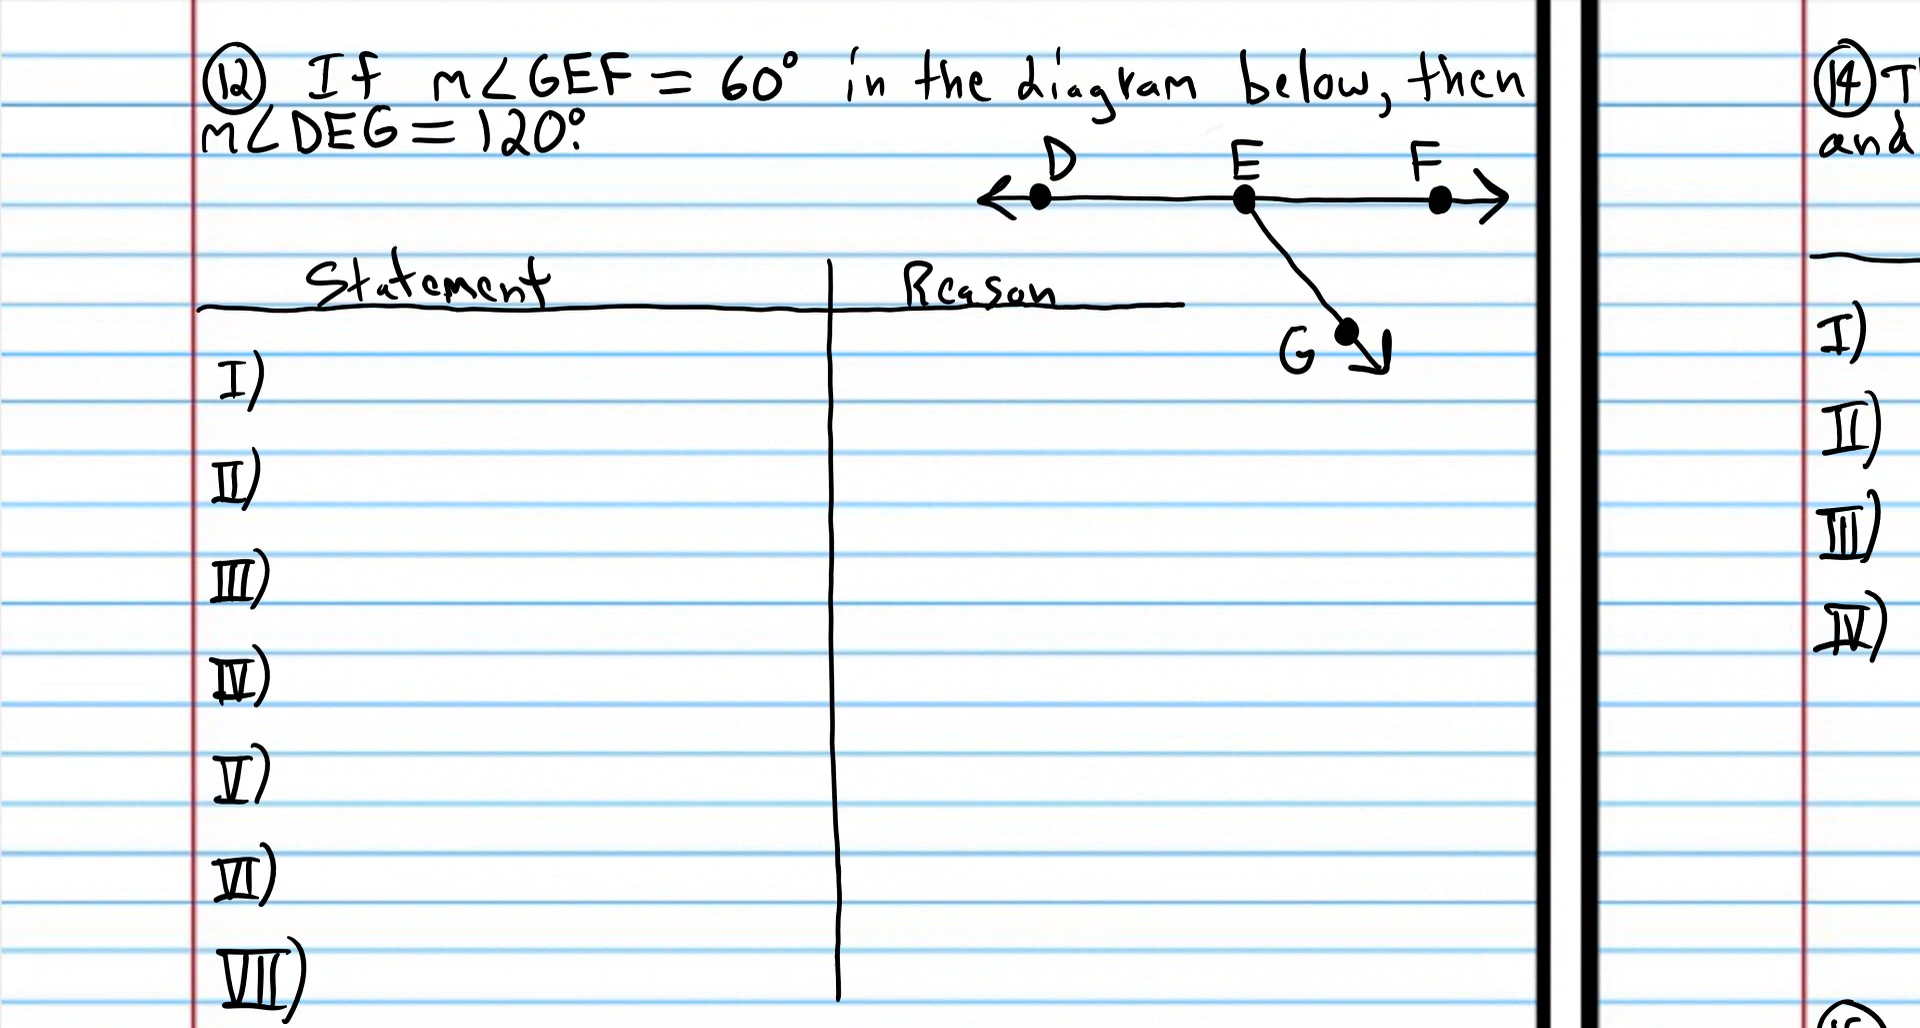 ⑫ If m∠GEF = 60° in the diagram below, then
m∠DEG = 120°.
D E F
Statement Reason
G
I)
II)
III)
IV)
V)
VI)
VII)
⑭ T
and
I)
II)
III)
IV)